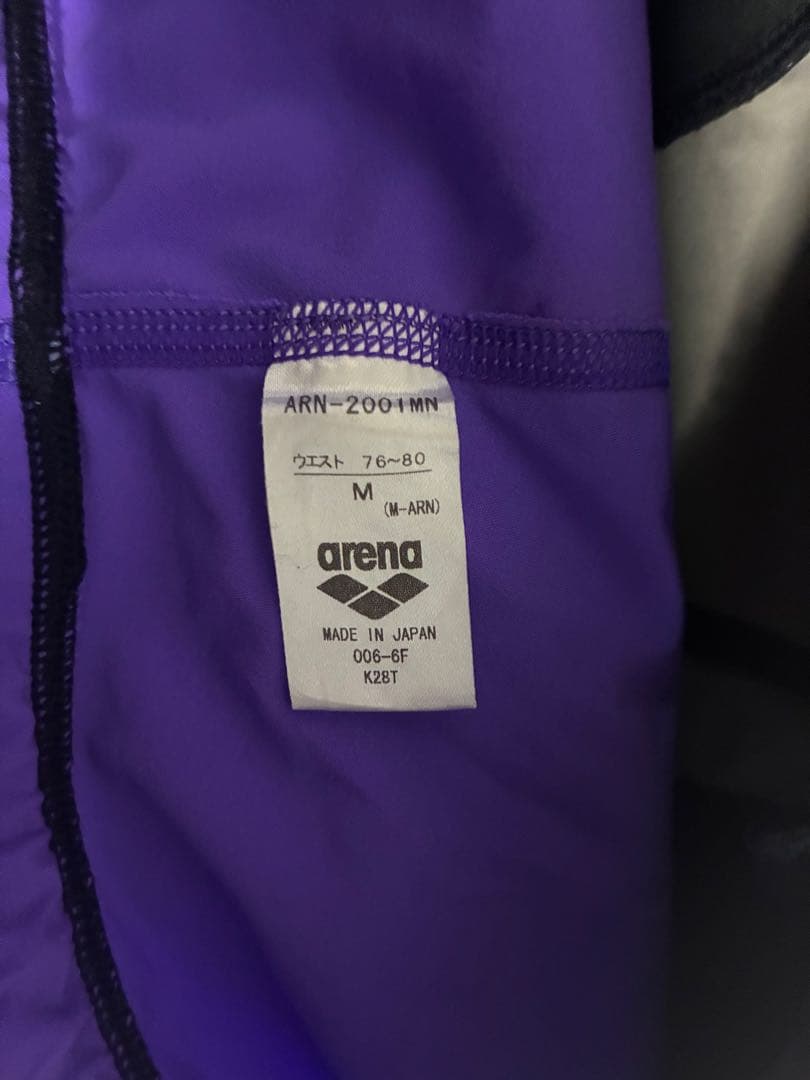 ARN-2001MN
ウエスト 76~80
M
(M-ARN)
arena
MADE IN JAPAN
006-6F
K28T